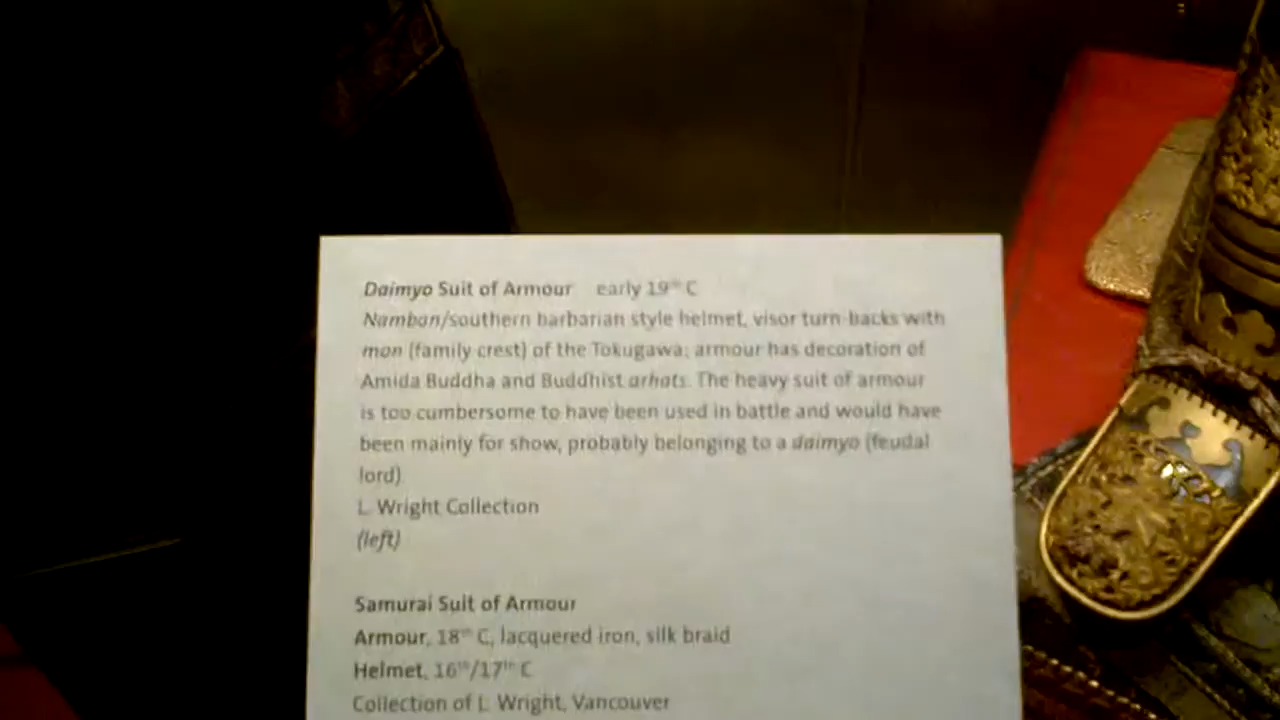 Daimyo Suit of Armour early 19th C
Namban/southern barbarian style helmet, visor turn-backs with
mon (family crest) of the Tokugawa; armour has decoration of
Amida Buddha and Buddhist arhats. The heavy suit of armour
is too cumbersome to have been used in battle and would have
been mainly for show, probably belonging to a daimyo (feudal
lord)
L. Wright Collection
(left)
Samurai Suit of Armour
Armour, 18th C, lacquered iron, silk braid
Helmet, 16th/17th C
Collection of L. Wright, Vancouver